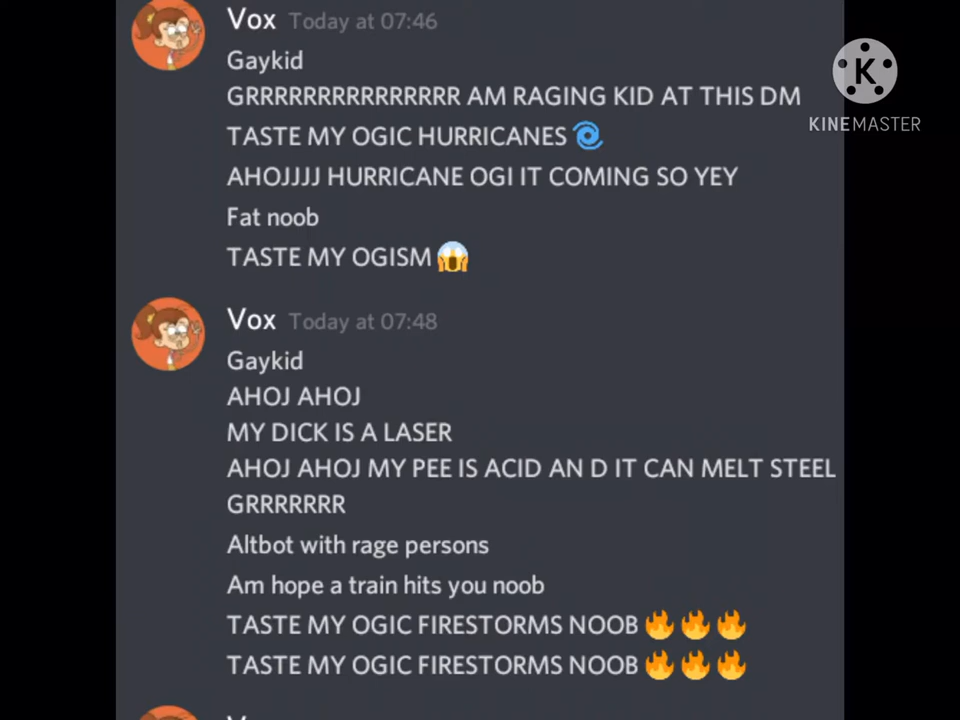 Vox Today at 07:46
Gaykid
GRRRRRRRRRRRRRRR AM RAGING KID AT THIS DM
TASTE MY OGIC HURRICANES 🌀
AHOJJJJ HURRICANE OGI IT COMING SO YEY
Fat noob
TASTE MY OGISM 😱
KINEMASTER
Vox Today at 07:48
Gaykid
AHOJ AHOJ
MY DICK IS A LASER
AHOJ AHOJ MY PEE IS ACID AN D IT CAN MELT STEEL
GRRRRRRR
Altbot with rage persons
Am hope a train hits you noob
TASTE MY OGIC FIRESTORMS NOOB 🔥🔥🔥
TASTE MY OGIC FIRESTORMS NOOB 🔥🔥🔥